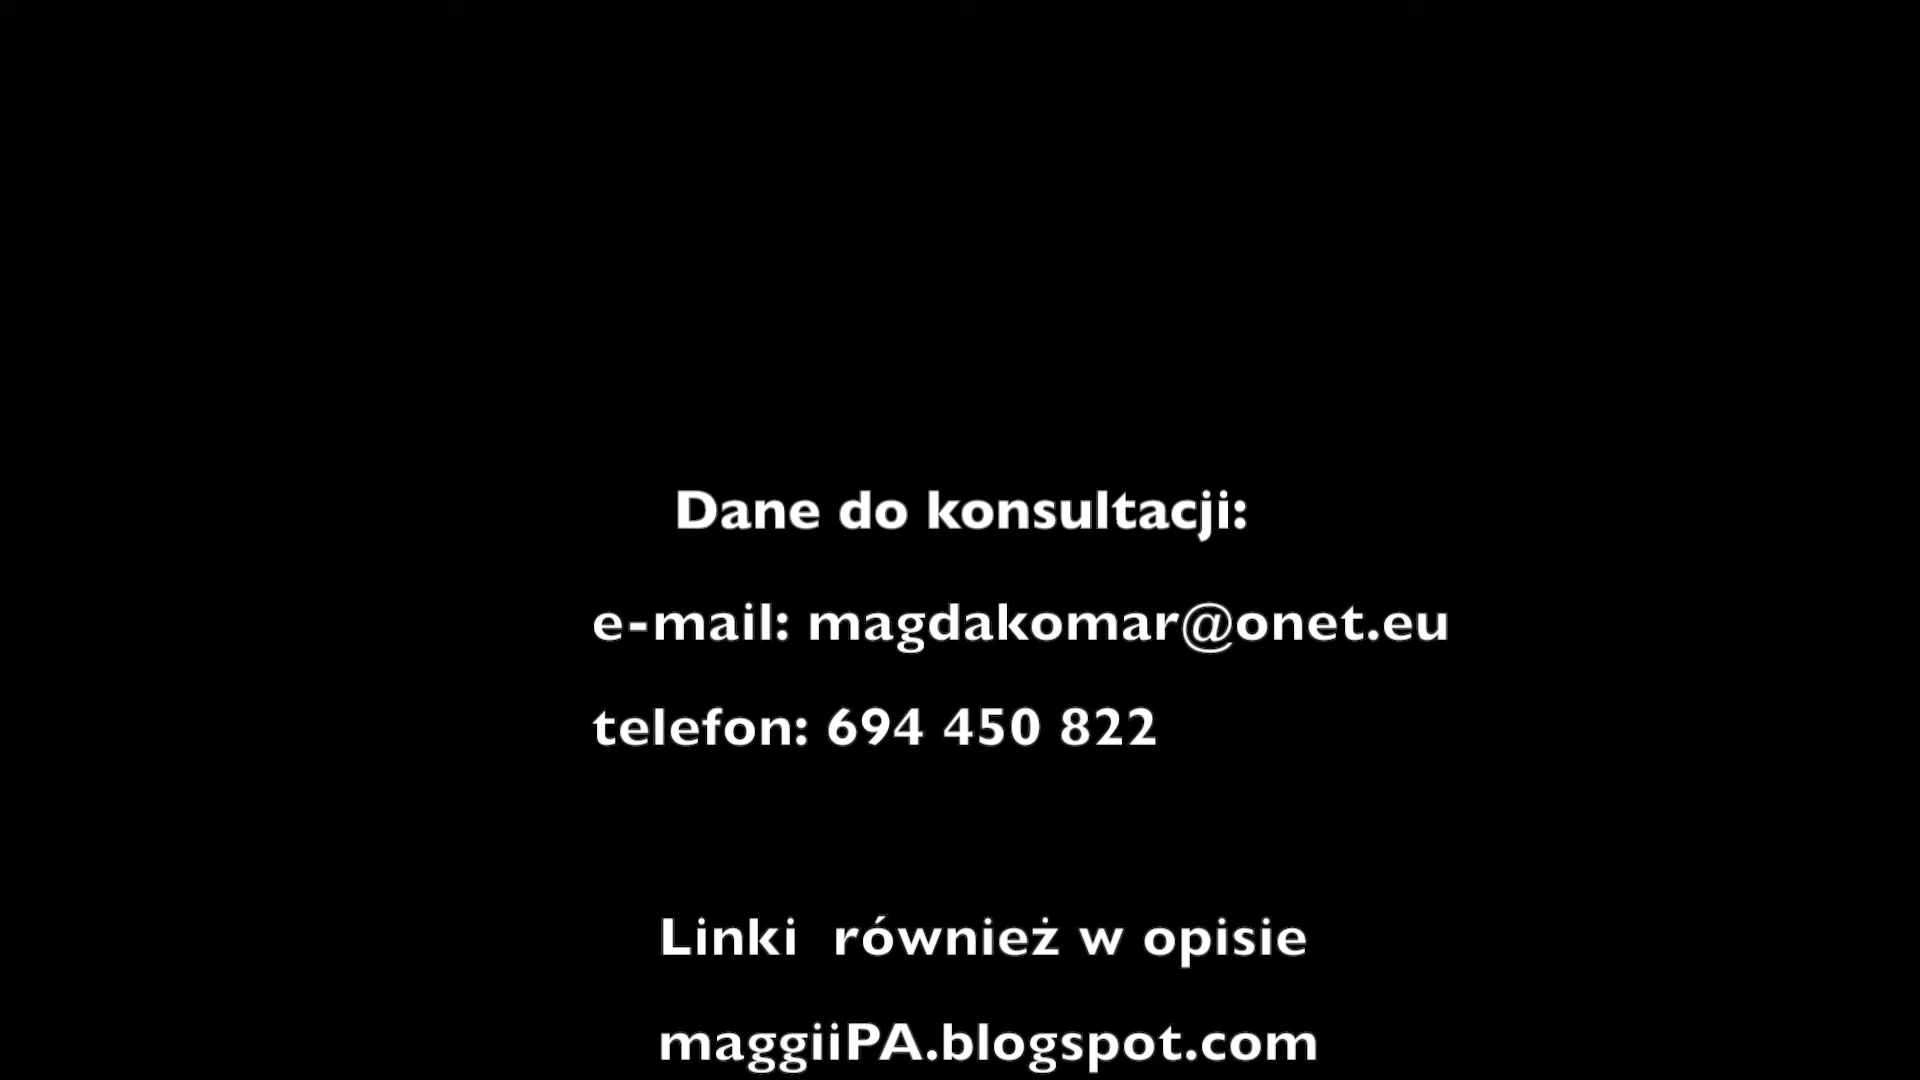 Dane do konsultacji:
e-mail: magdakomar@onet.eu
telefon: 694 450 822
Linki  również w opisie
maggiiPA.blogspot.com